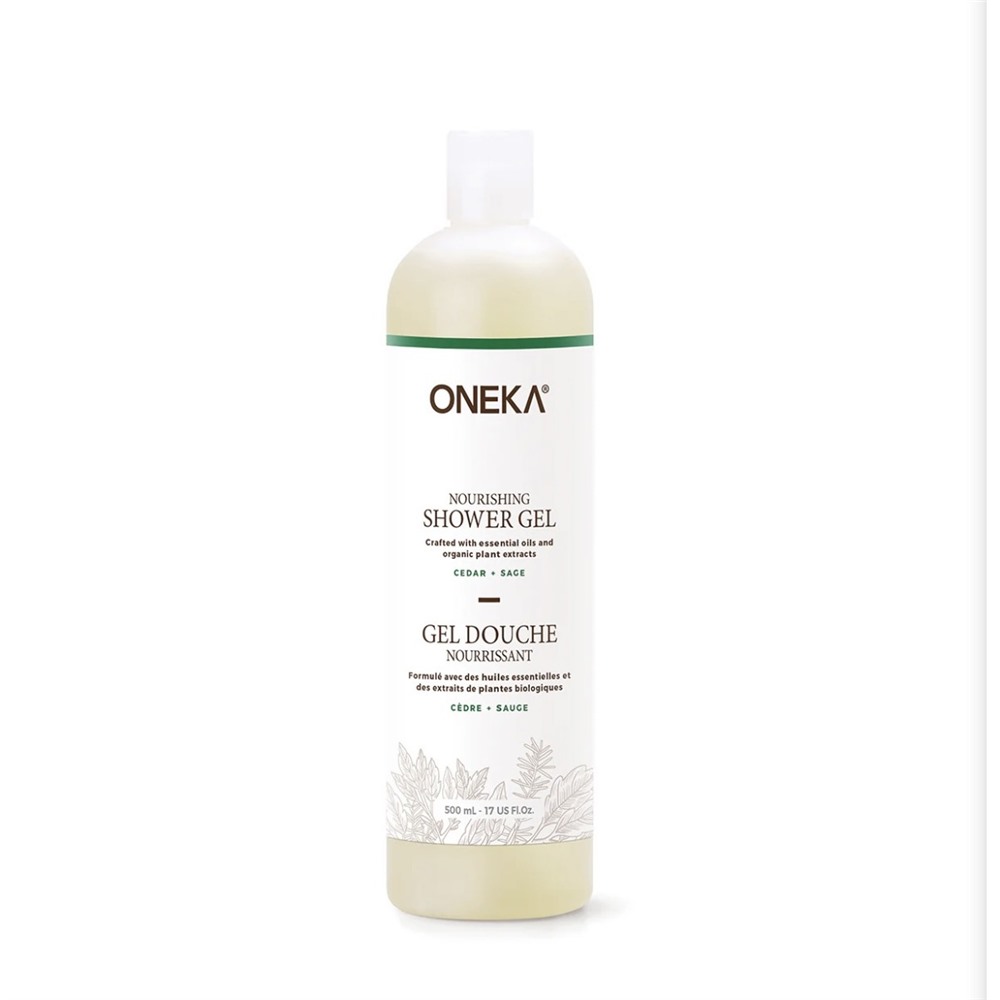 ONEKA®
NOURISHING
SHOWER GEL
Crafted with essential oils and
organic plant extracts
CEDAR + SAGE
GEL DOUCHE
NOURRISSANT
Formulé avec des huiles essentielles et
des extraits de plantes biologiques
CÈDRE + SAUGE
500 mL - 17 US Fl.Oz.